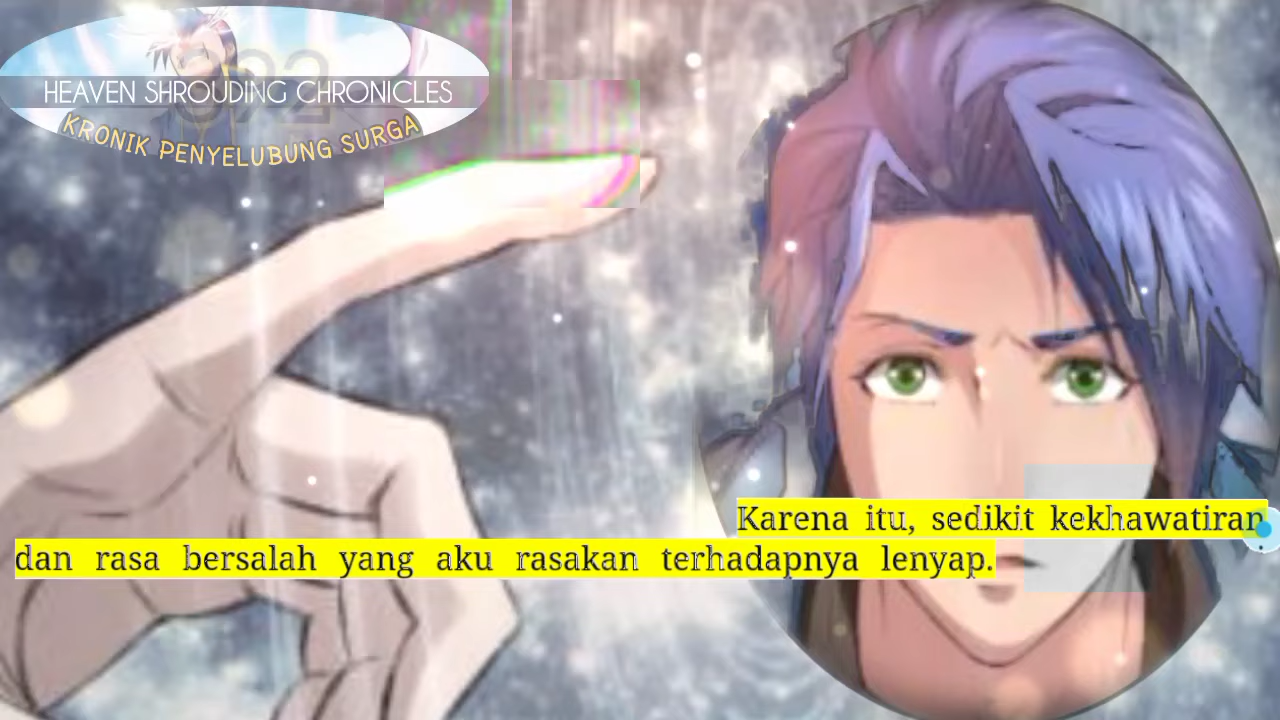 HEAVEN SHROUDING CHRONICLES
KRONIK PENYELUBUNG SURGA
Karena itu, sedikit kekhawatiran
dan rasa bersalah yang aku rasakan terhadapnya lenyap.